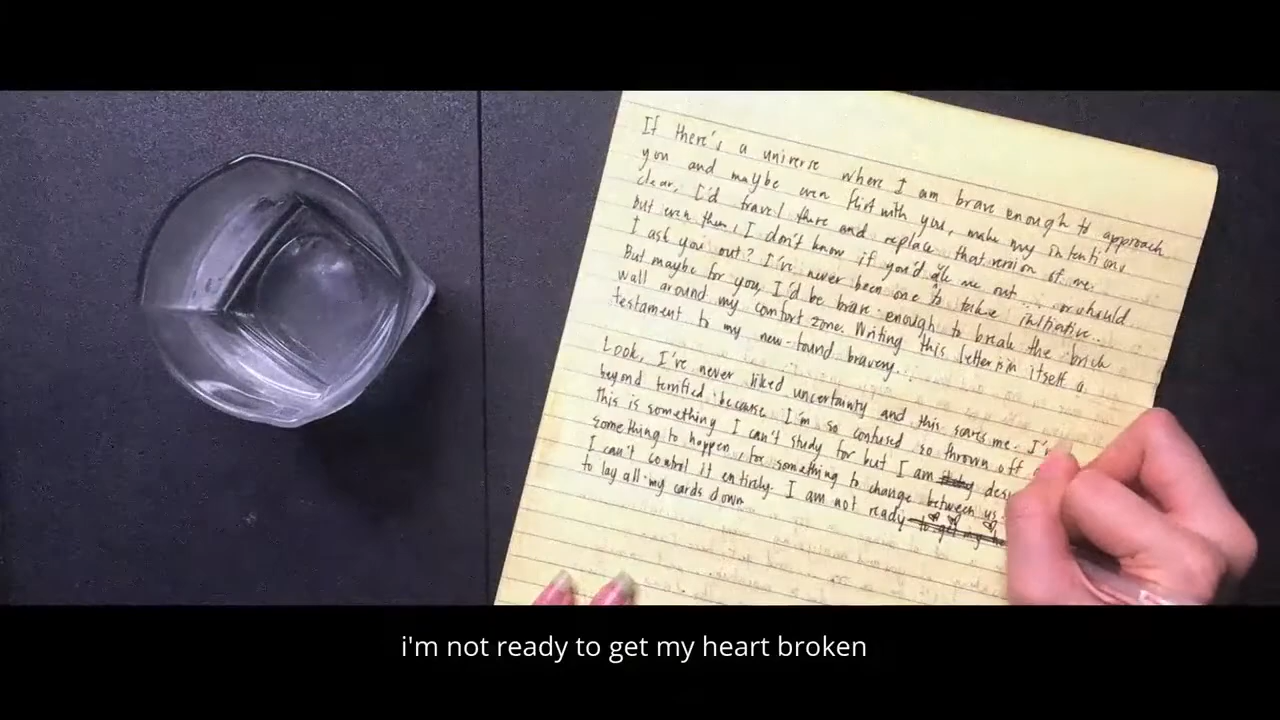 If there's a universe where I am brave enough to approach
you and maybe even flirt with you, make my intentions
clear, I'd travel there and replace that version of me.
but even then, I don't know if you'd me out... or should
I ask you out? I've never been one to take initiative..
But maybe for you, I'd be brave enough to break the brick
wall around my comfort zone. Writing this letter in itself a
testament to my new-found bravery...
Look, I've never liked uncertainty and this scares me. I'
beyond terrified because I'm so confused so thrown off
this is something I can't study for but I am des
something to happen, for something to change between us.
I can't control it entirely. I am not ready to get my he
to lay all my cards down
i'm not ready to get my heart broken